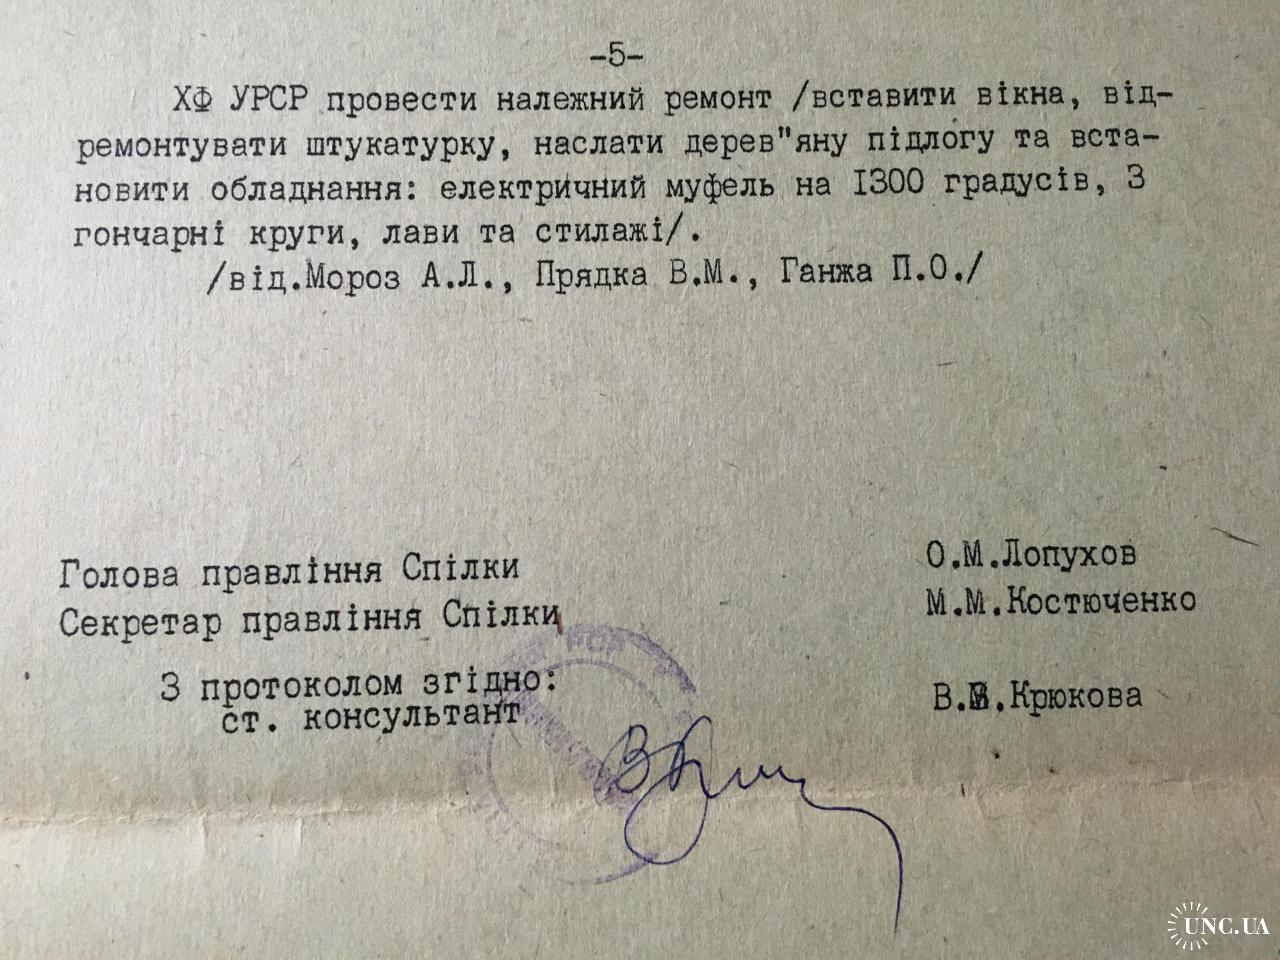 -5-
ХФ УРСР провести належний ремонт /вставити вікна, від-
ремонтувати штукатурку, наслати дерев"яну підлогу та вста-
новити обладнання: електричний муфель на I300 градусів, 3
гончарні круги, лави та стилажі/.
/від.Мороз А.Л., Прядка В.М., Ганжа П.О./
Голова правління Спілки О.М.Лопухов
Секретар правління Спілки М.М.Костюченко
З протоколом згідно:
ст. консультант В.В.Крюкова
РСР
UNC.UA